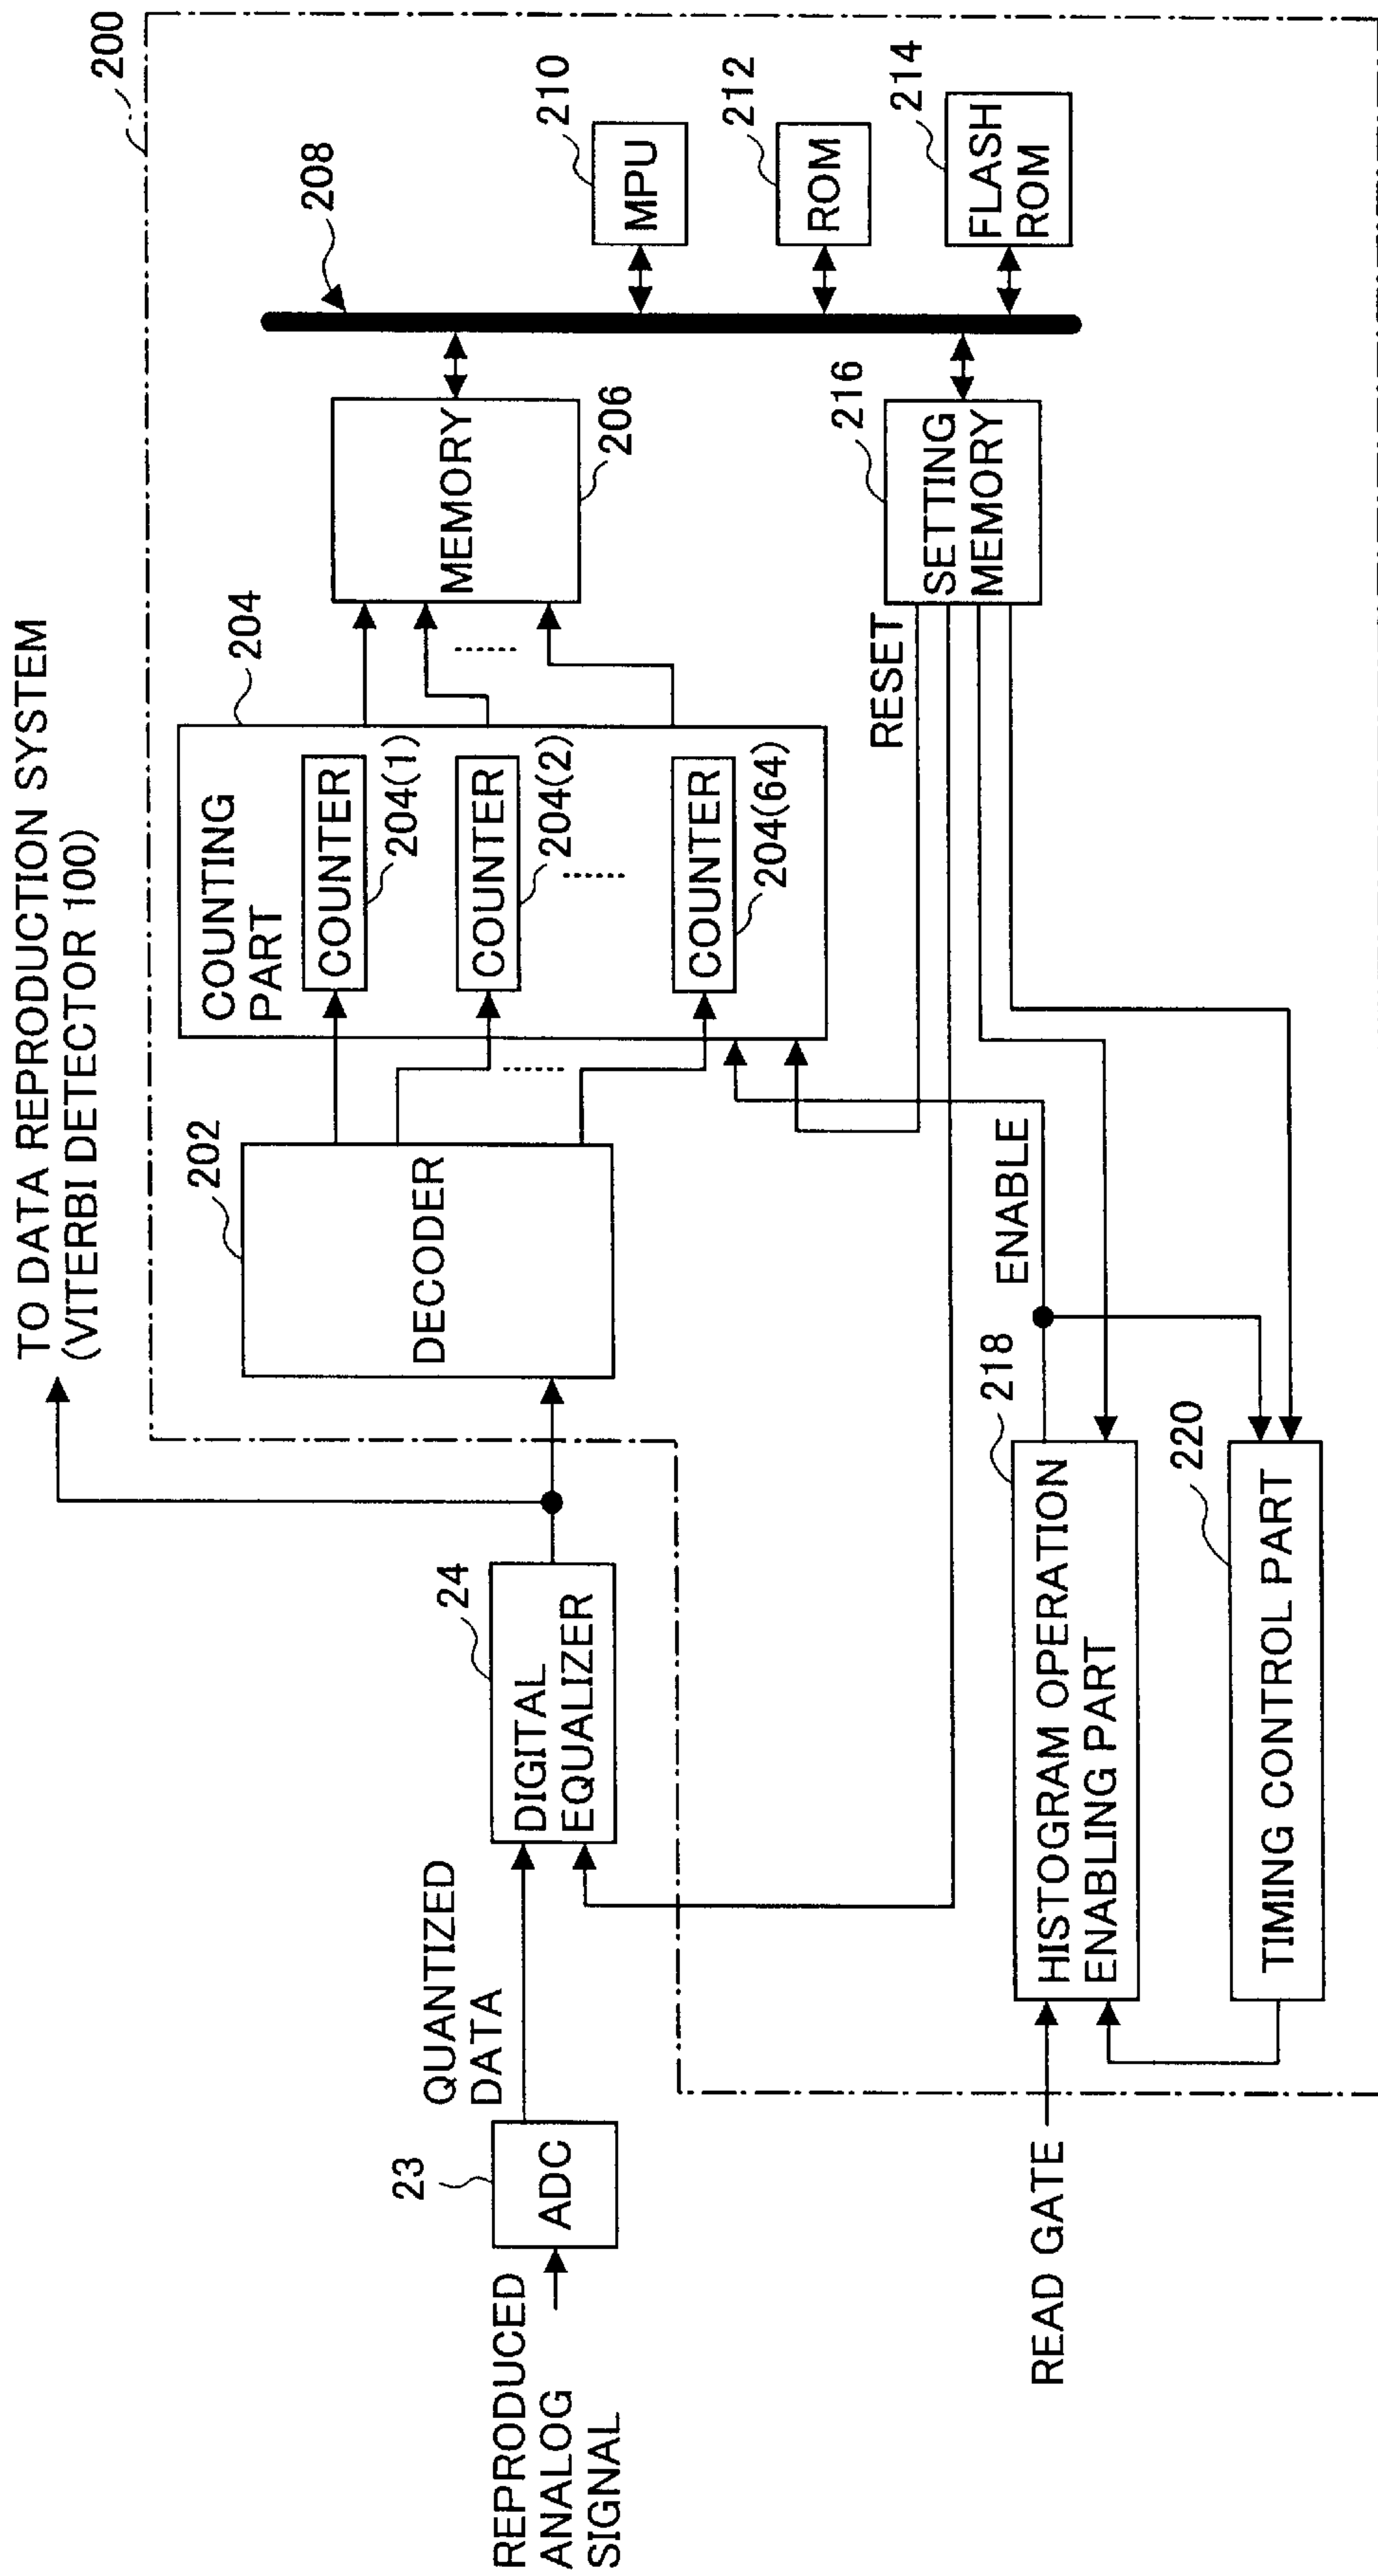 200
TO DATA REPRODUCTION SYSTEM
(VITERBI DETECTOR 100)
REPRODUCED
ANALOG
SIGNAL
23
ADC
QUANTIZED
DATA
24
DIGITAL
EQUALIZER
202
DECODER
204
COUNTING
PART
COUNTER
204(1)
COUNTER
204(2)
COUNTER
204(64)
MEMORY
206
208
MPU
210
ROM
212
FLASH
ROM
214
216
SETTING
MEMORY
RESET
ENABLE
READ GATE
218
HISTOGRAM OPERATION
ENABLING PART
220
TIMING CONTROL PART